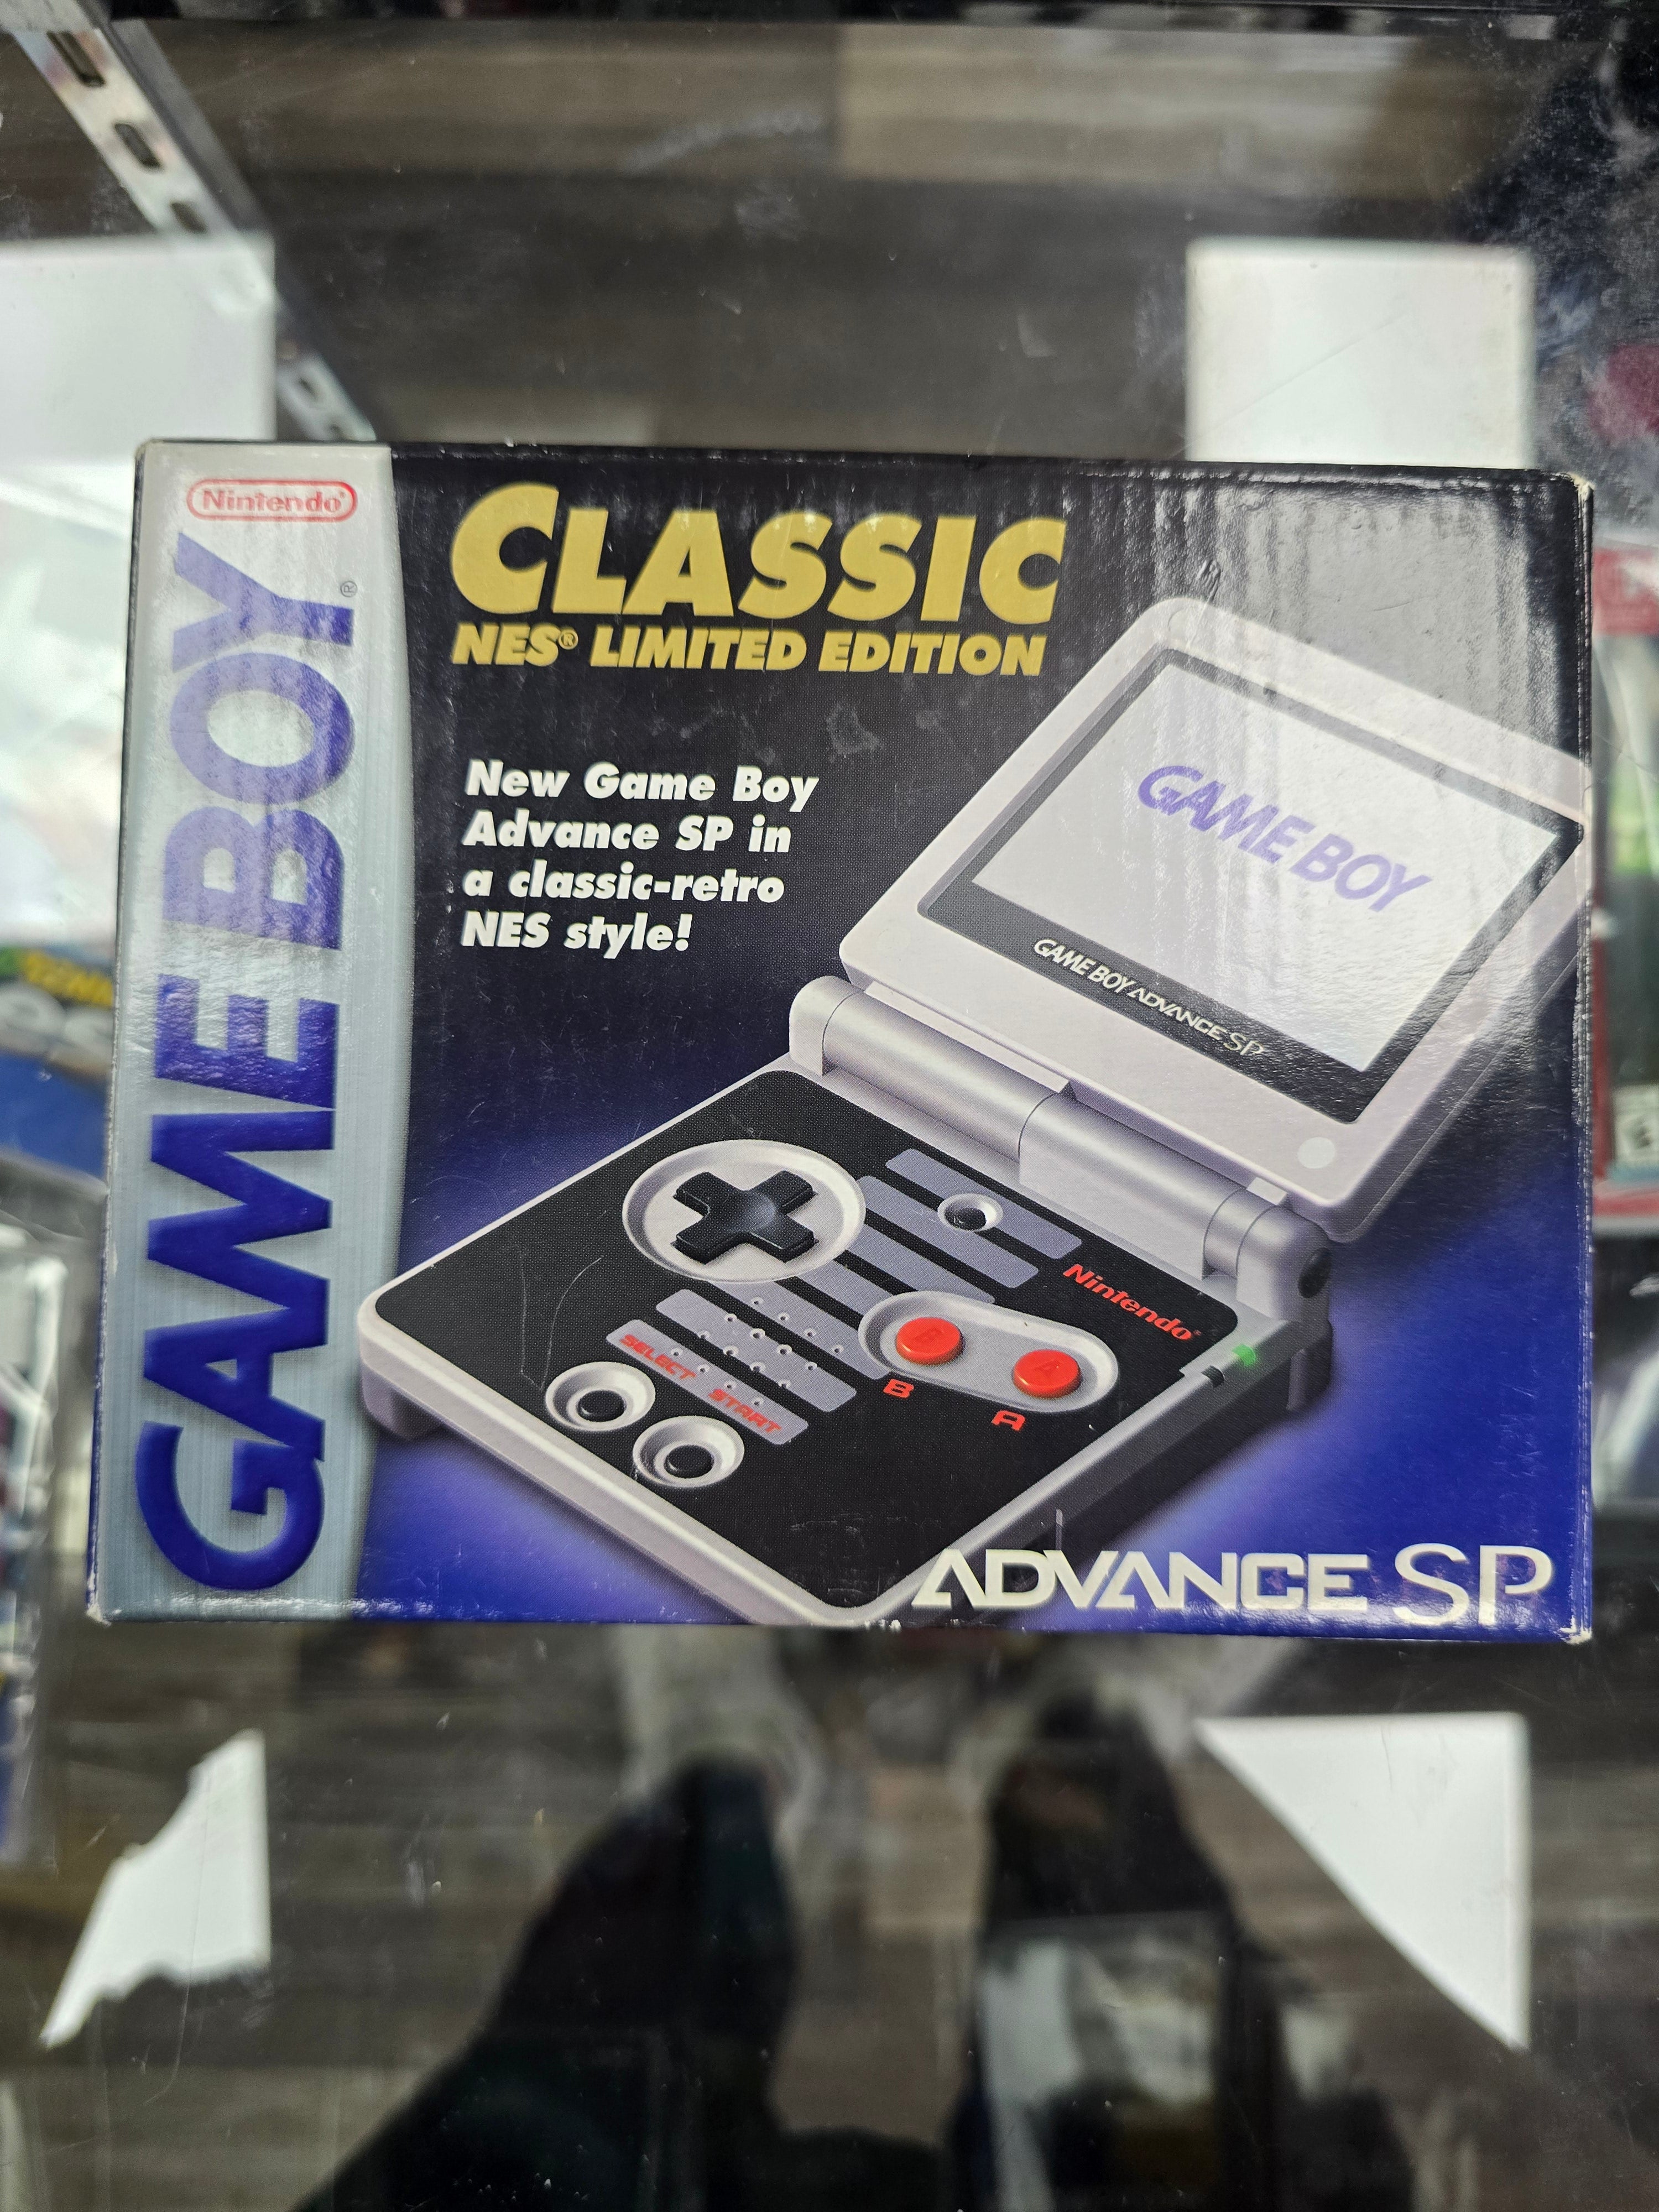 Nintendo®
GAME BOY®
CLASSIC
NES® LIMITED EDITION
New Game Boy
Advance SP in
a classic-retro
NES style!
GAME BOY
GAME BOY ADVANCE SP
Nintendo®
SELECT START
B
A
B
A
ADVANCE SP